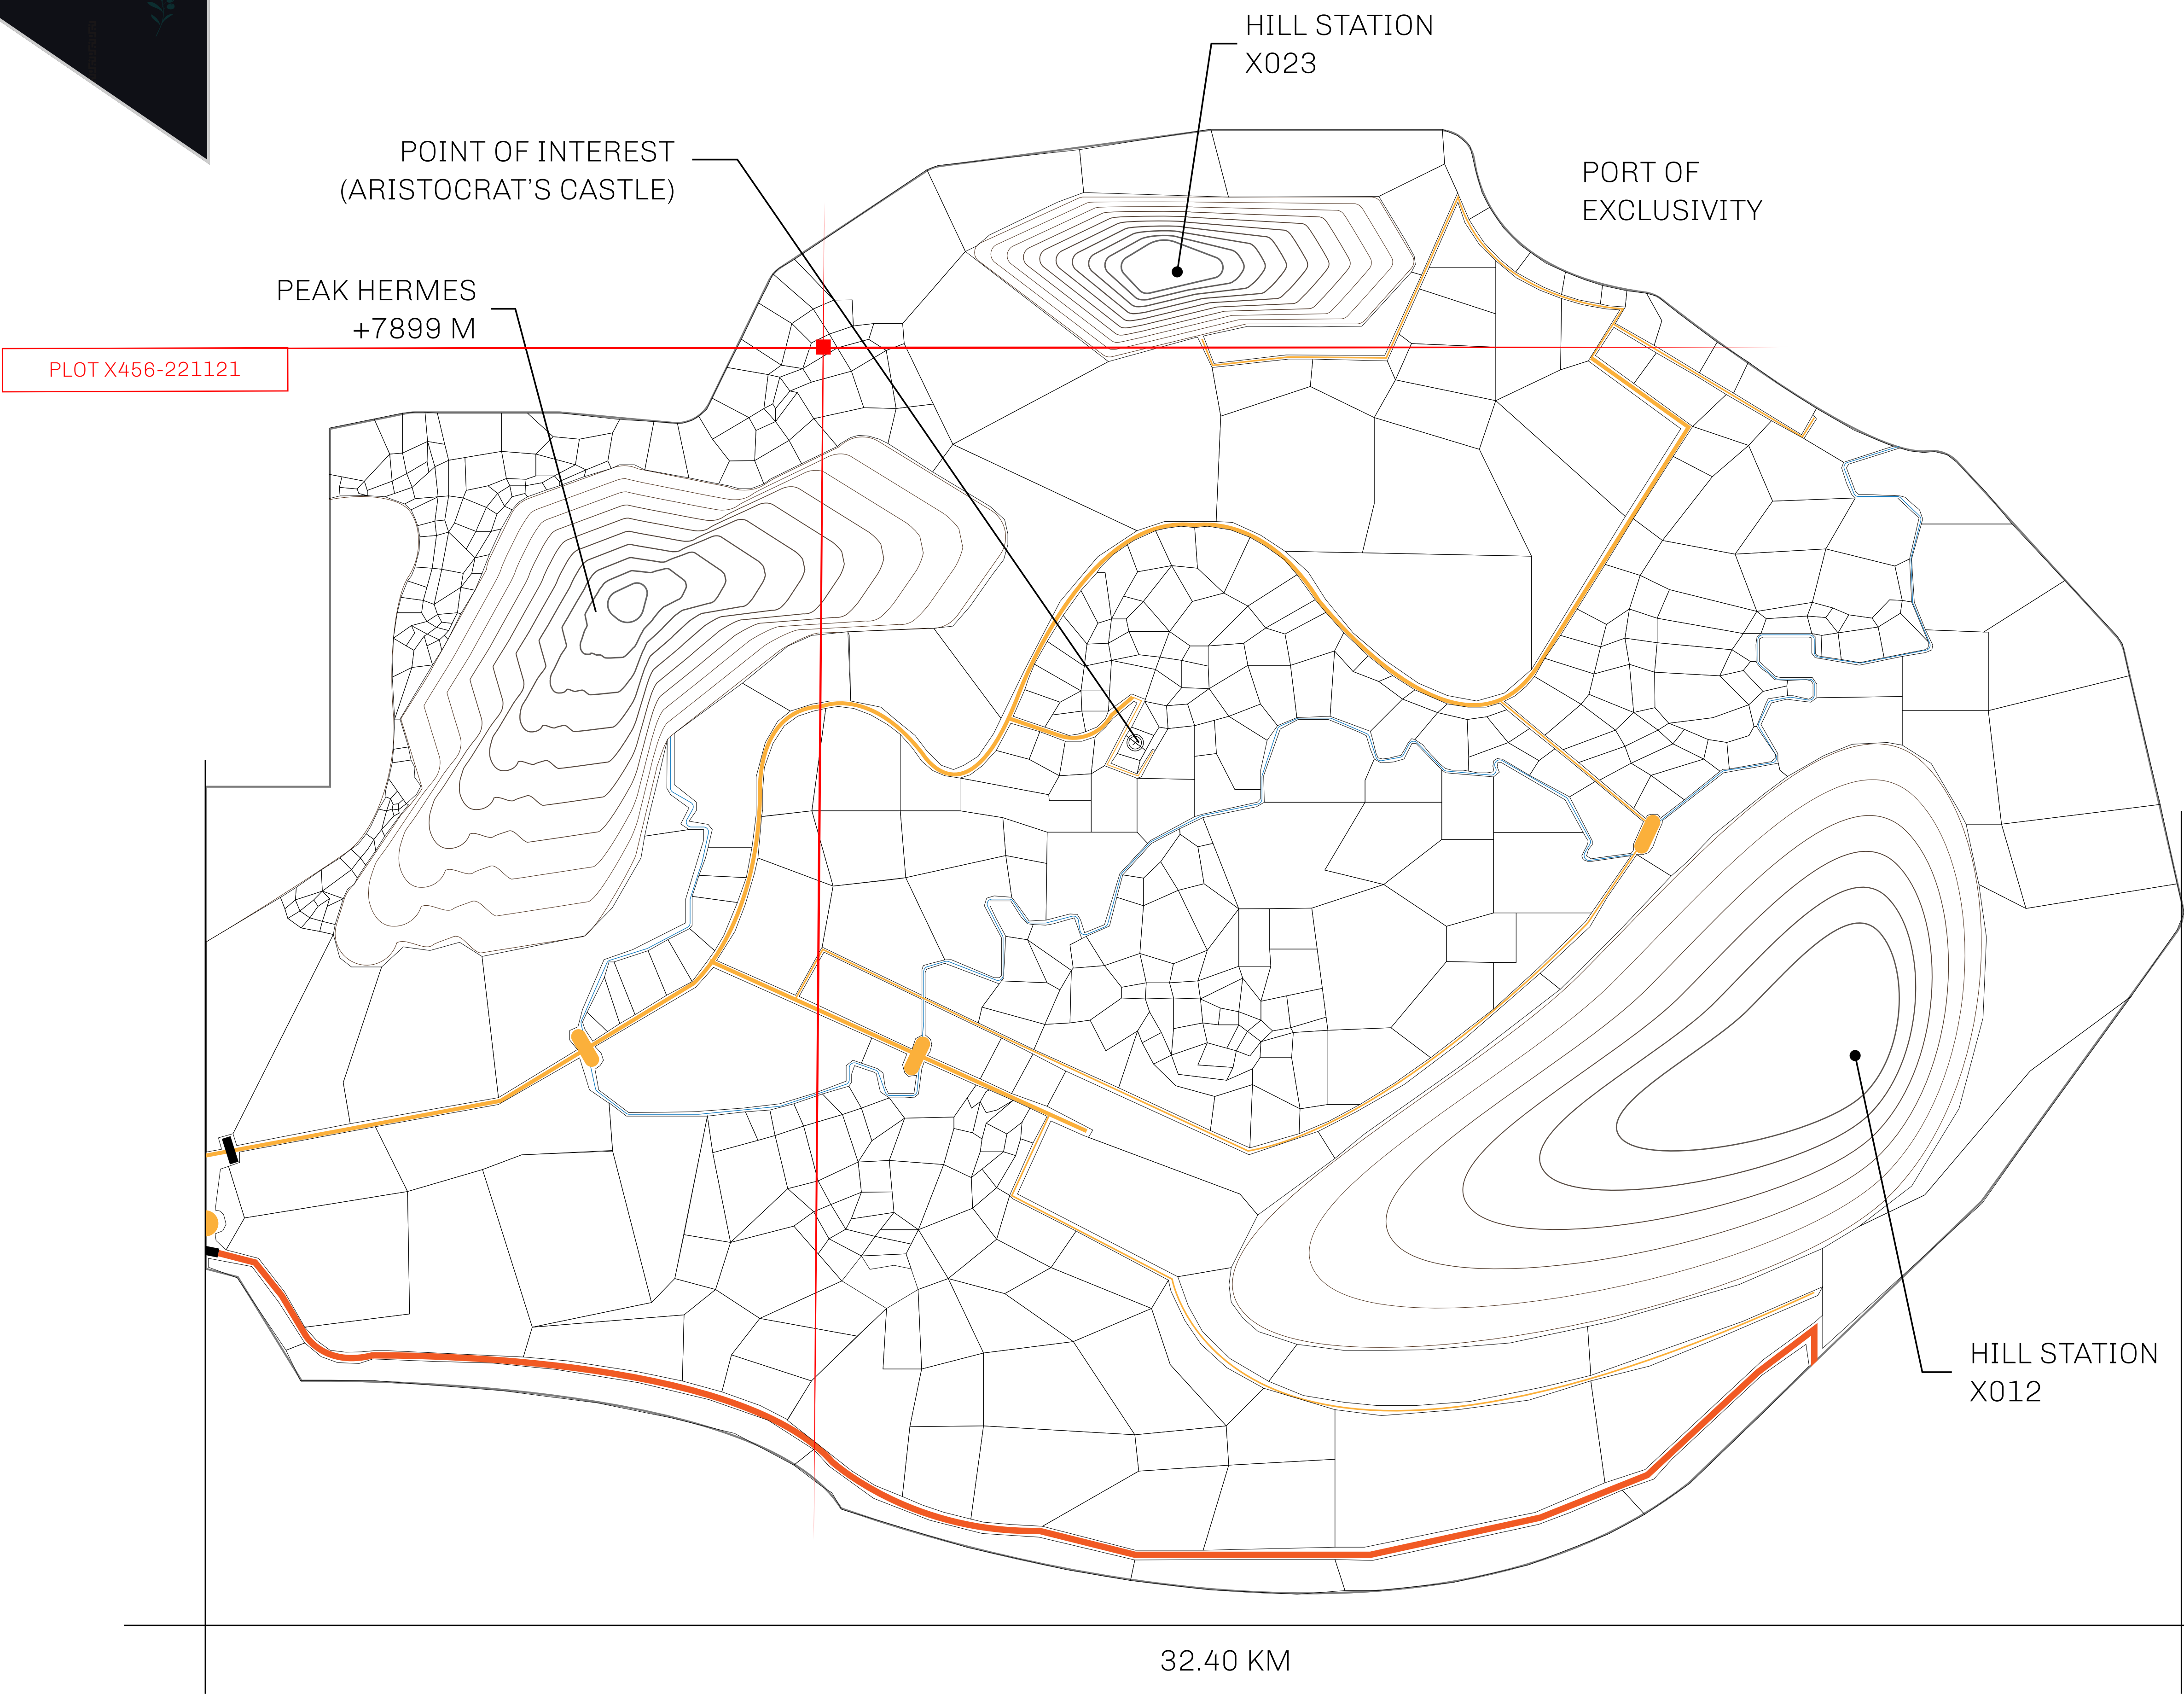 HILL STATION
X023
POINT OF INTEREST
(ARISTOCRAT'S CASTLE)
PORT OF
EXCLUSIVITY
PEAK HERMES
+7899 M
PLOT X456-221121
HILL STATION
X012
32.40 KM